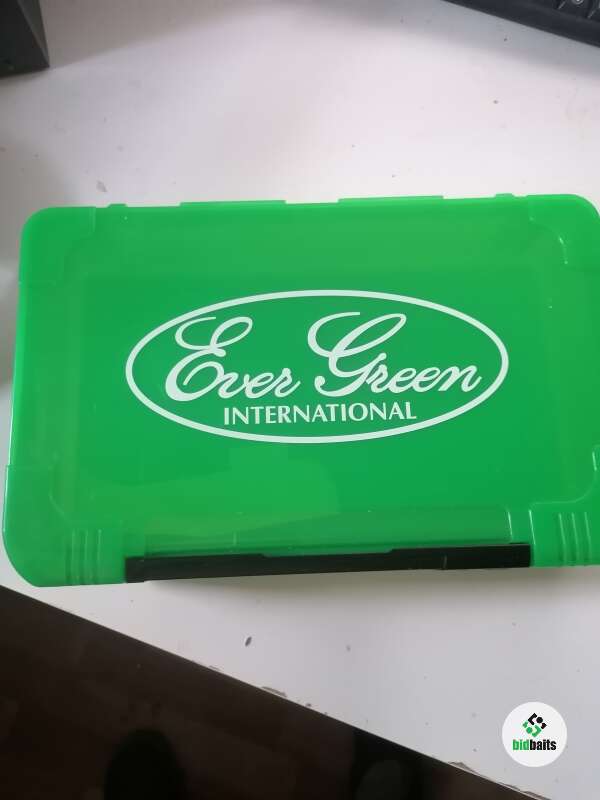 Ever Green
INTERNATIONAL
bidbaits